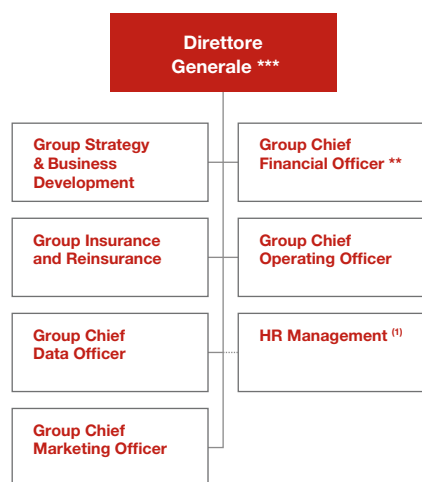 Direttore
Generale ***
Group Strategy
& Business
Development
Group Chief
Financial Officer **
Group Insurance
and Reinsurance
Group Chief
Operating Officer
Group Chief
Data Officer
HR Management (1)
Group Chief
Marketing Officer